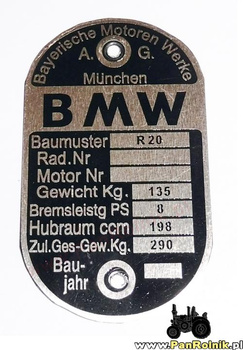 Bayerische Motoren Werke
A. G.
München
BMW
Baumuster R 20
Rad.Nr
Motor Nr
Gewicht Kg. 135
Bremsleistg PS 8
Hubraum ccm 198
Zul.Ges-Gew.Kg. 290
Bau-
jahr
www.PanRolnik.pl